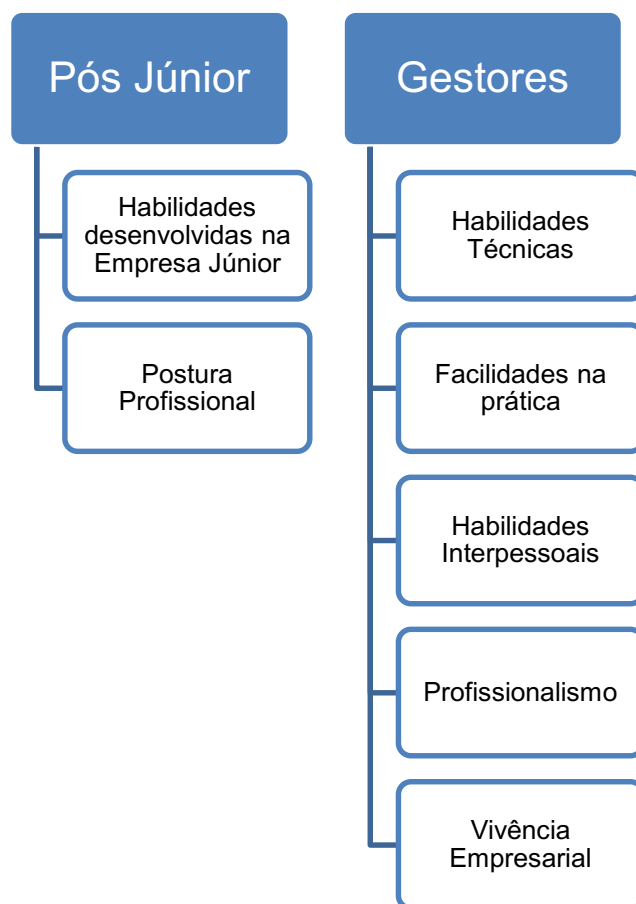 Pós Júnior
Habilidades
desenvolvidas na
Empresa Júnior
Postura
Profissional
Gestores
Habilidades
Técnicas
Facilidades na
prática
Habilidades
Interpessoais
Profissionalismo
Vivência
Empresarial